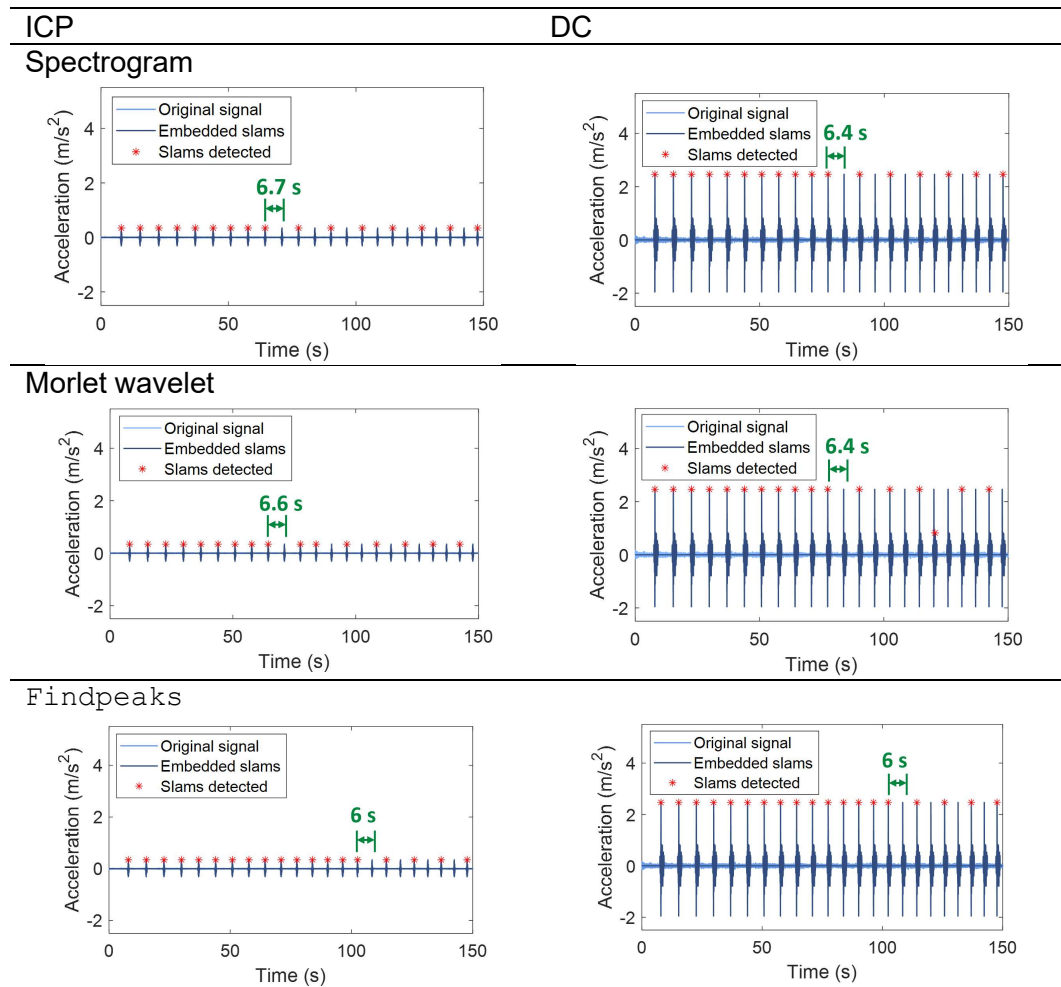 ICP DC
Spectrogram
Original signal
Embedded slams
Slams detected
6.7 s
Acceleration (m/s²)
4
2
0
-2
0 50 100 150
Time (s)
Original signal
Embedded slams
Slams detected
6.4 s
Acceleration (m/s²)
4
2
0
-2
0 50 100 150
Time (s)
Morlet wavelet
Original signal
Embedded slams
Slams detected
6.6 s
Acceleration (m/s²)
4
2
0
-2
0 50 100 150
Time (s)
Original signal
Embedded slams
Slams detected
6.4 s
Acceleration (m/s²)
4
2
0
-2
0 50 100 150
Time (s)
Findpeaks
Original signal
Embedded slams
Slams detected
6 s
Acceleration (m/s²)
4
2
0
-2
0 50 100 150
Time (s)
Original signal
Embedded slams
Slams detected
6 s
Acceleration (m/s²)
4
2
0
-2
0 50 100 150
Time (s)